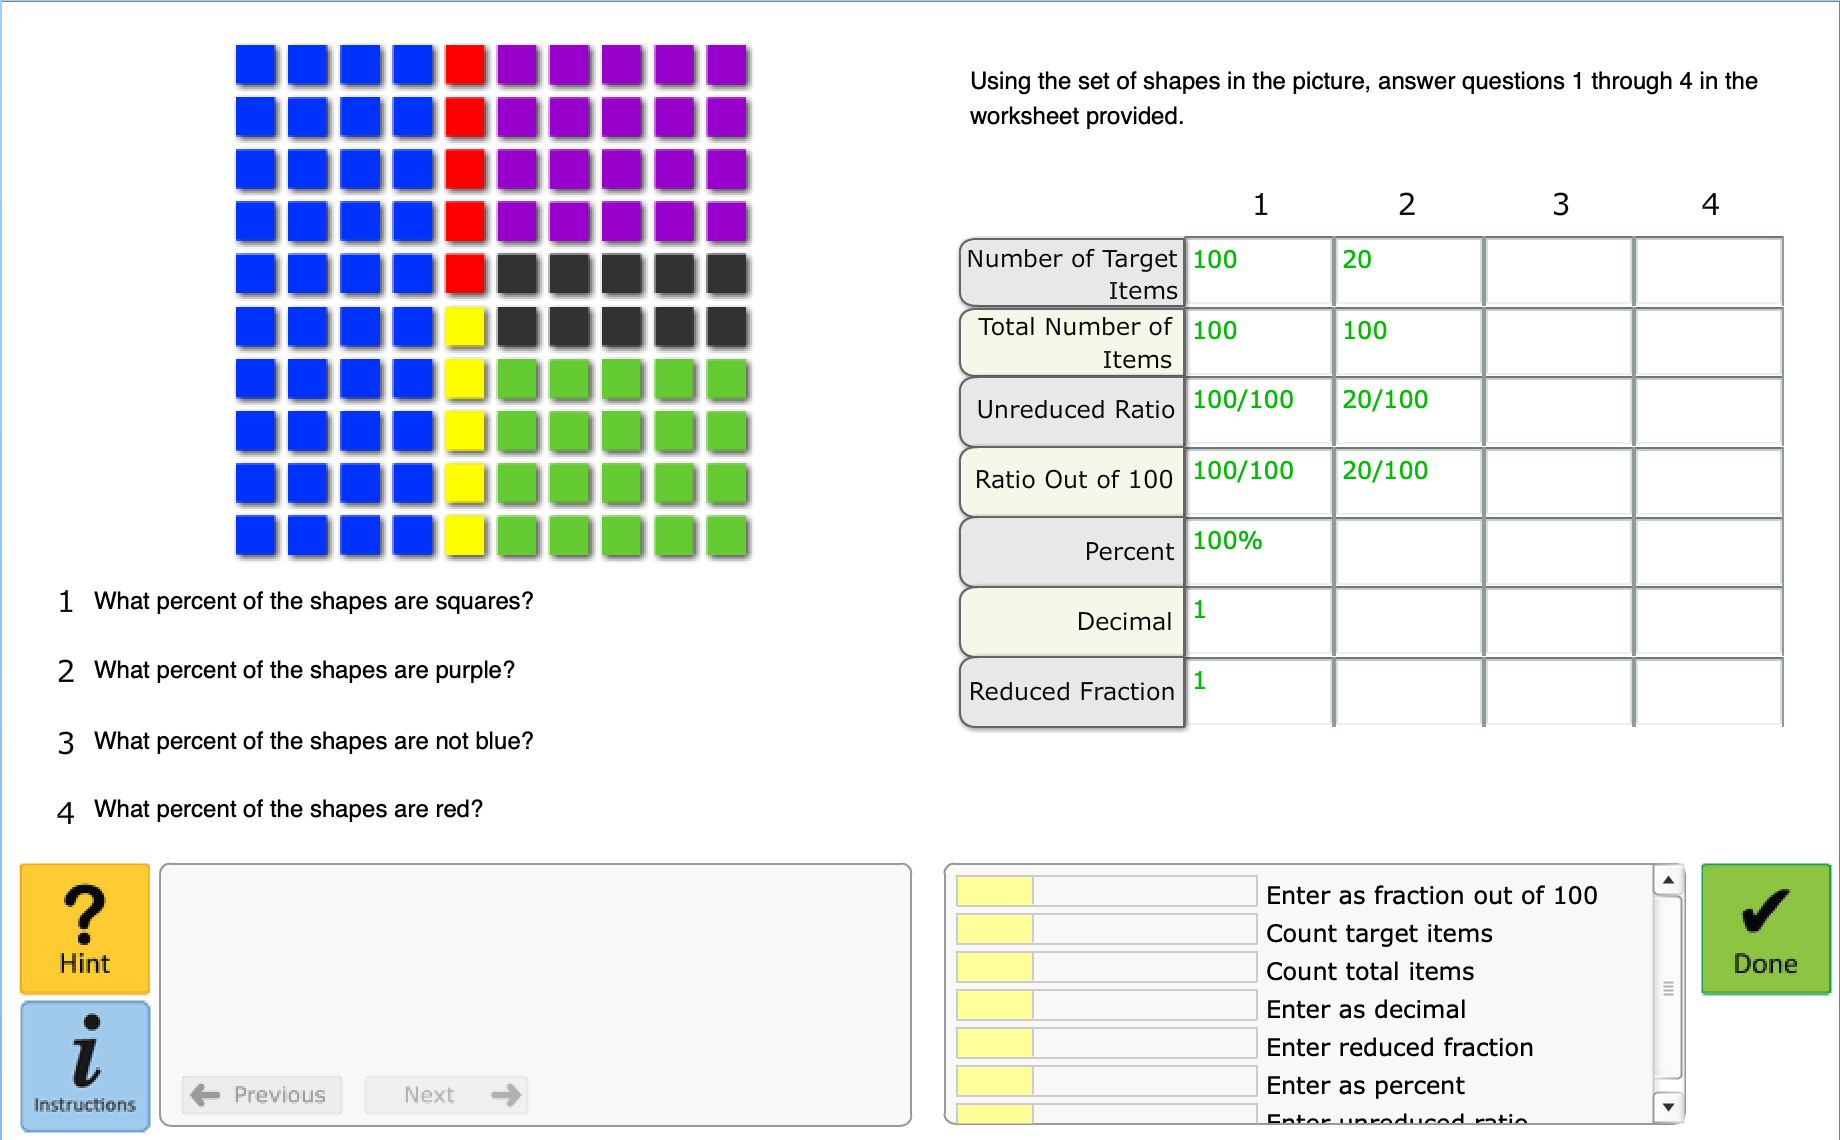 Using the set of shapes in the picture, answer questions 1 through 4 in the
worksheet provided.
1 2 3 4
Number of Target
Items
100 20
Total Number of
Items
100 100
Unreduced Ratio 100/100 20/100
Ratio Out of 100 100/100 20/100
Percent 100%
Decimal 1
Reduced Fraction 1
1 What percent of the shapes are squares?
2 What percent of the shapes are purple?
3 What percent of the shapes are not blue?
4 What percent of the shapes are red?
?
Hint
i
Instructions
Previous Next
Enter as fraction out of 100
Count target items
Count total items
Enter as decimal
Enter reduced fraction
Enter as percent
Enter unreduced ratio
Done